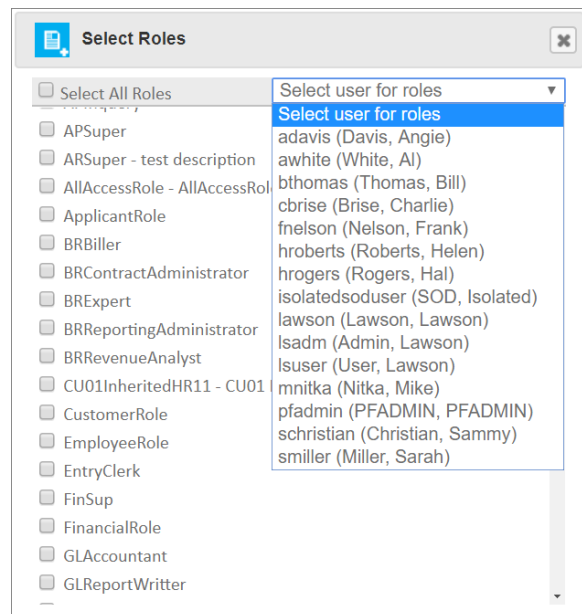 Select Roles
Select All Roles
Select user for roles
Select user for roles
adavis (Davis, Angie)
awhite (White, Al)
bthomas (Thomas, Bill)
cbrise (Brise, Charlie)
fnelson (Nelson, Frank)
hroberts (Roberts, Helen)
hrogers (Rogers, Hal)
isolatedsoduser (SOD, Isolated)
lawson (Lawson, Lawson)
lsadm (Admin, Lawson)
lsuser (User, Lawson)
mnitka (Nitka, Mike)
pfadmin (PFADMIN, PFADMIN)
schristian (Christian, Sammy)
smiller (Miller, Sarah)
APSuper
ARSuper - test description
AllAccessRole - AllAccessRol
ApplicantRole
BRBiller
BRContractAdministrator
BRExpert
BRReportingAdministrator
BRRevenueAnalyst
CU01InheritedHR11 - CU01
CustomerRole
EmployeeRole
EntryClerk
FinSup
FinancialRole
GLAccountant
GLReportWritter